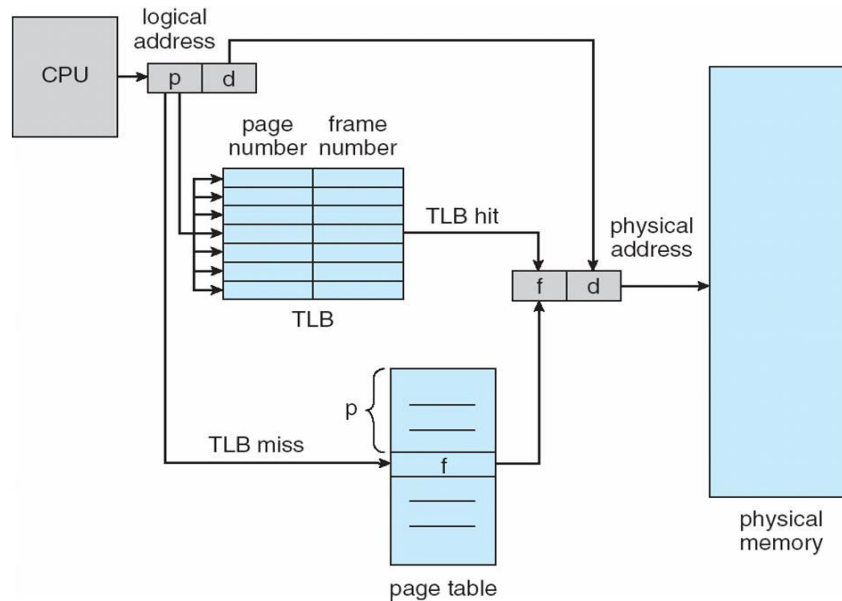 logical
address
CPU
p d
page
number
frame
number
TLB hit
physical
address
f d
TLB
p
TLB miss
f
page table
physical
memory